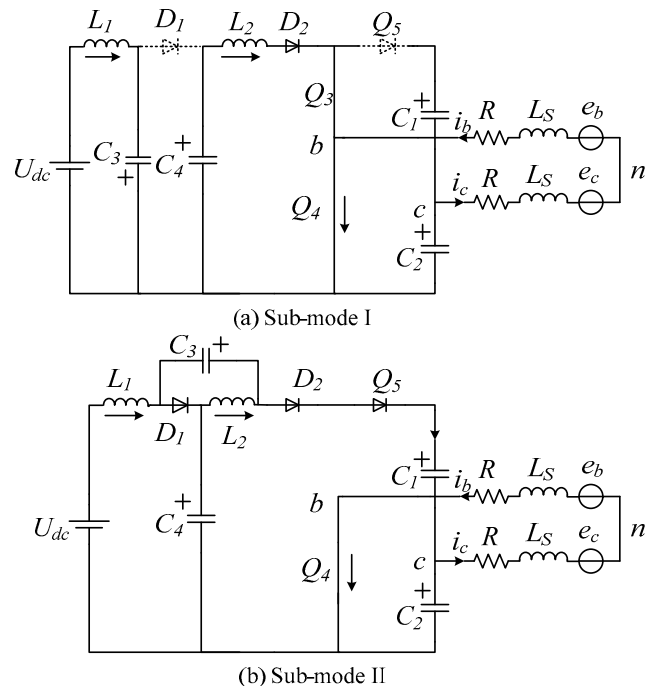 L1 D1 L2 D2 Q5
Q3 C1 + ib R LS eb
Udc C3 + C4 + b n
Q4 ic R LS ec
c + C2
(a) Sub-mode I
C3 +
L1 D1 L2 D2 Q5
C1 + ib R LS eb
Udc C4 + b n
Q4 ic R LS ec
c + C2
(b) Sub-mode II